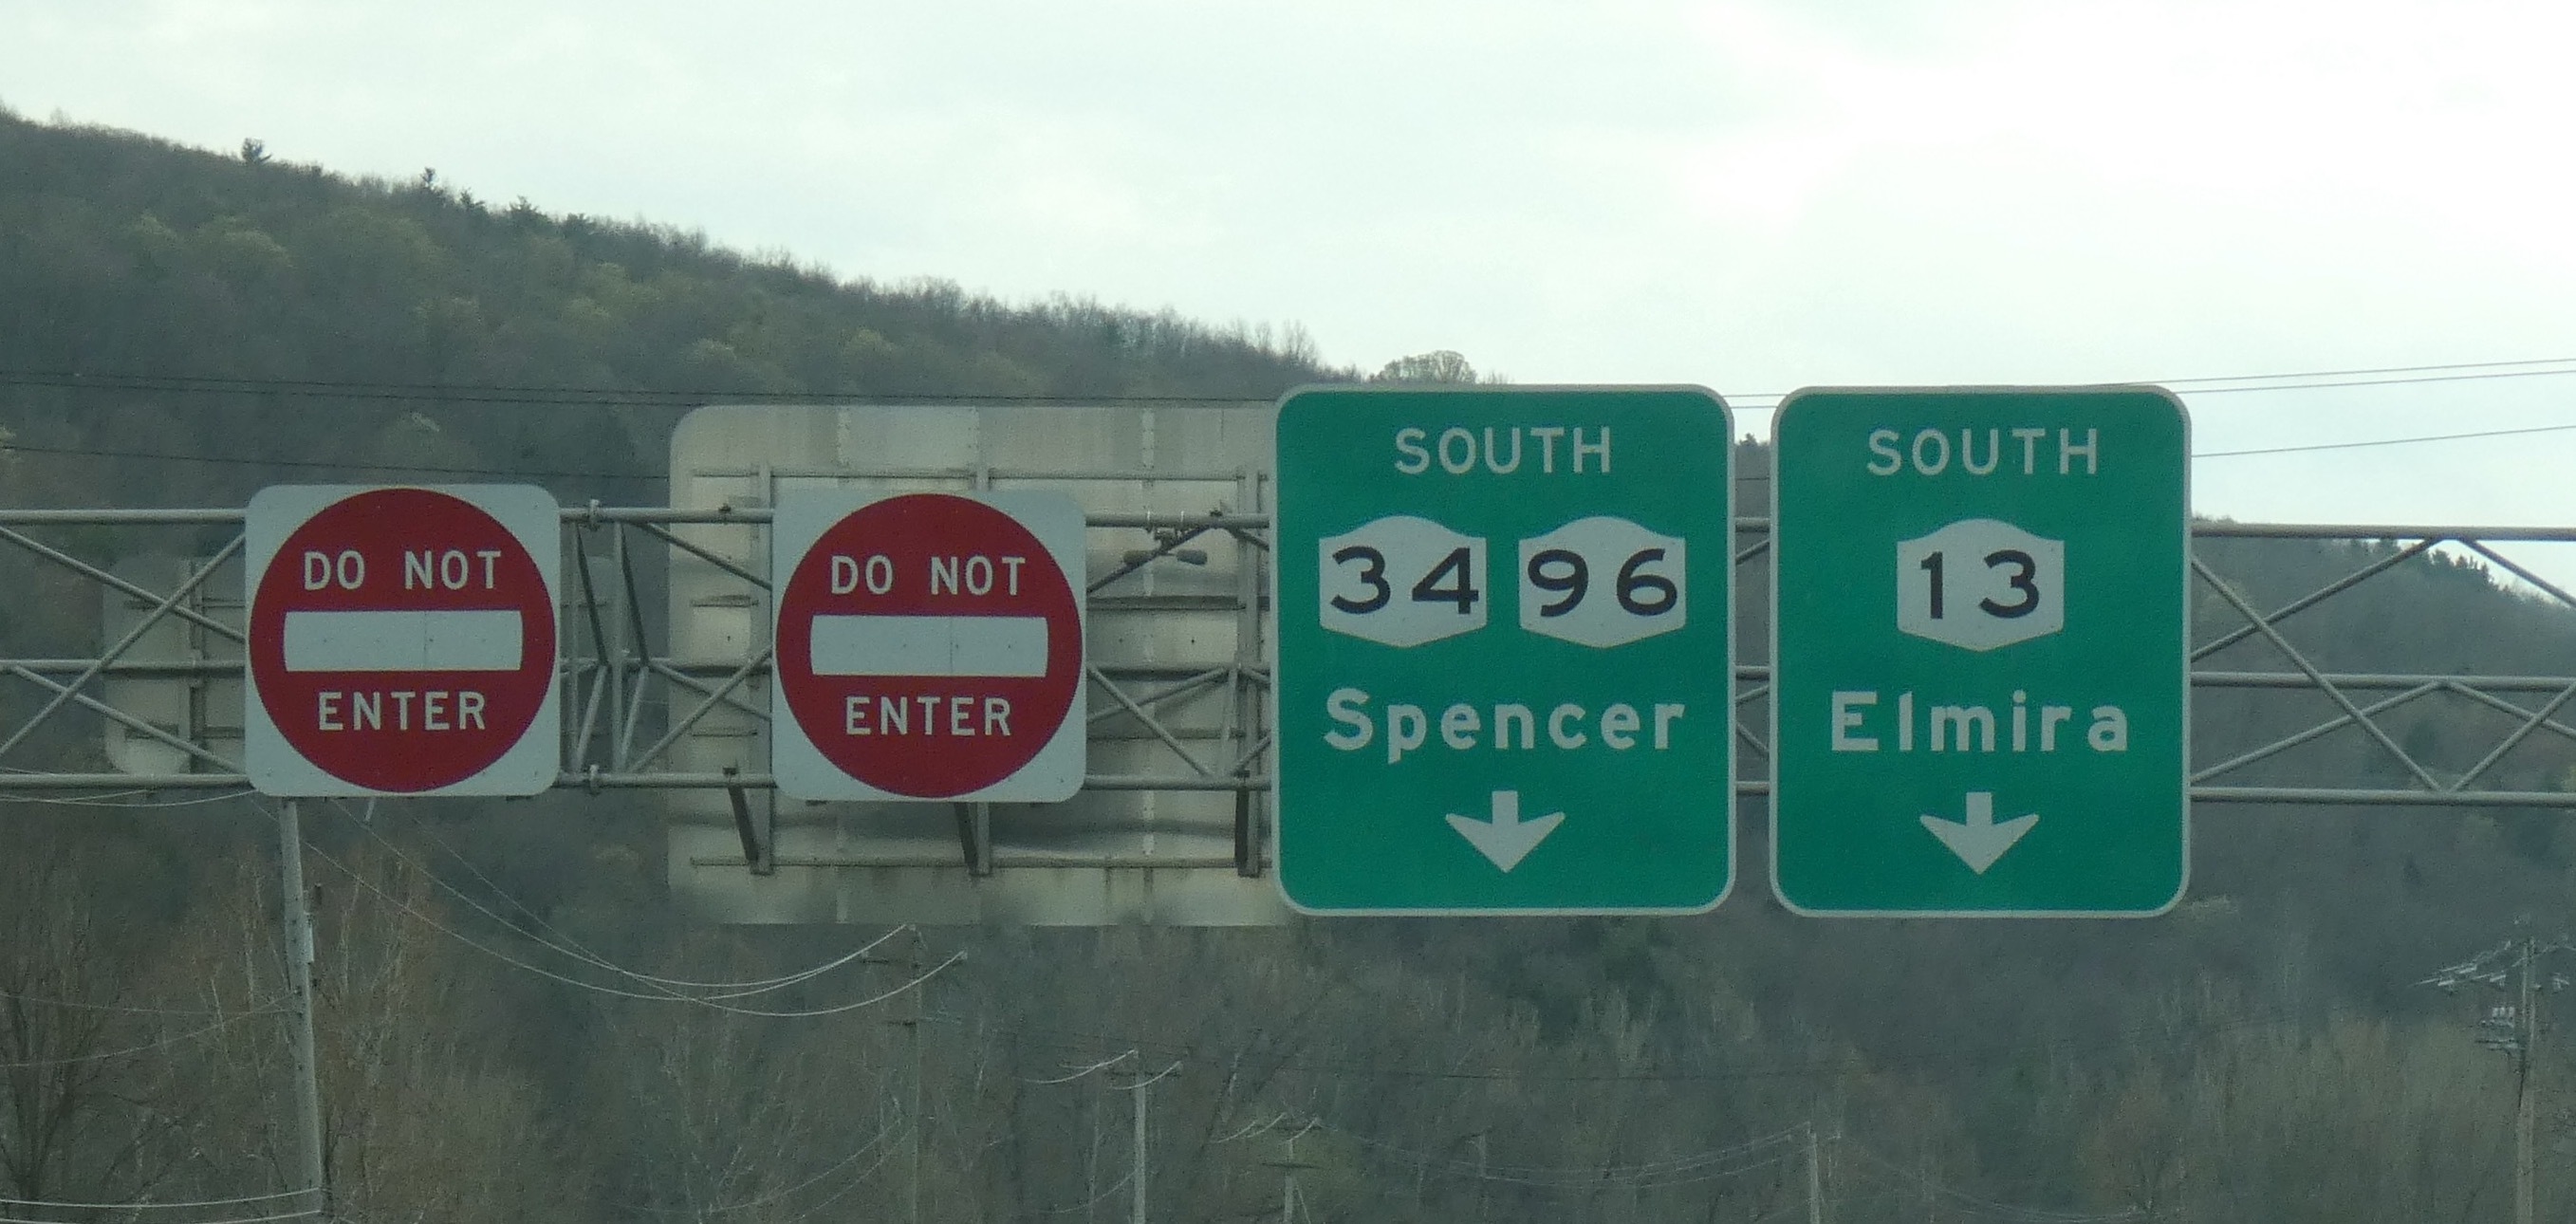 DO NOT
ENTER
DO NOT
ENTER
SOUTH
34 96
Spencer
SOUTH
13
Elmira